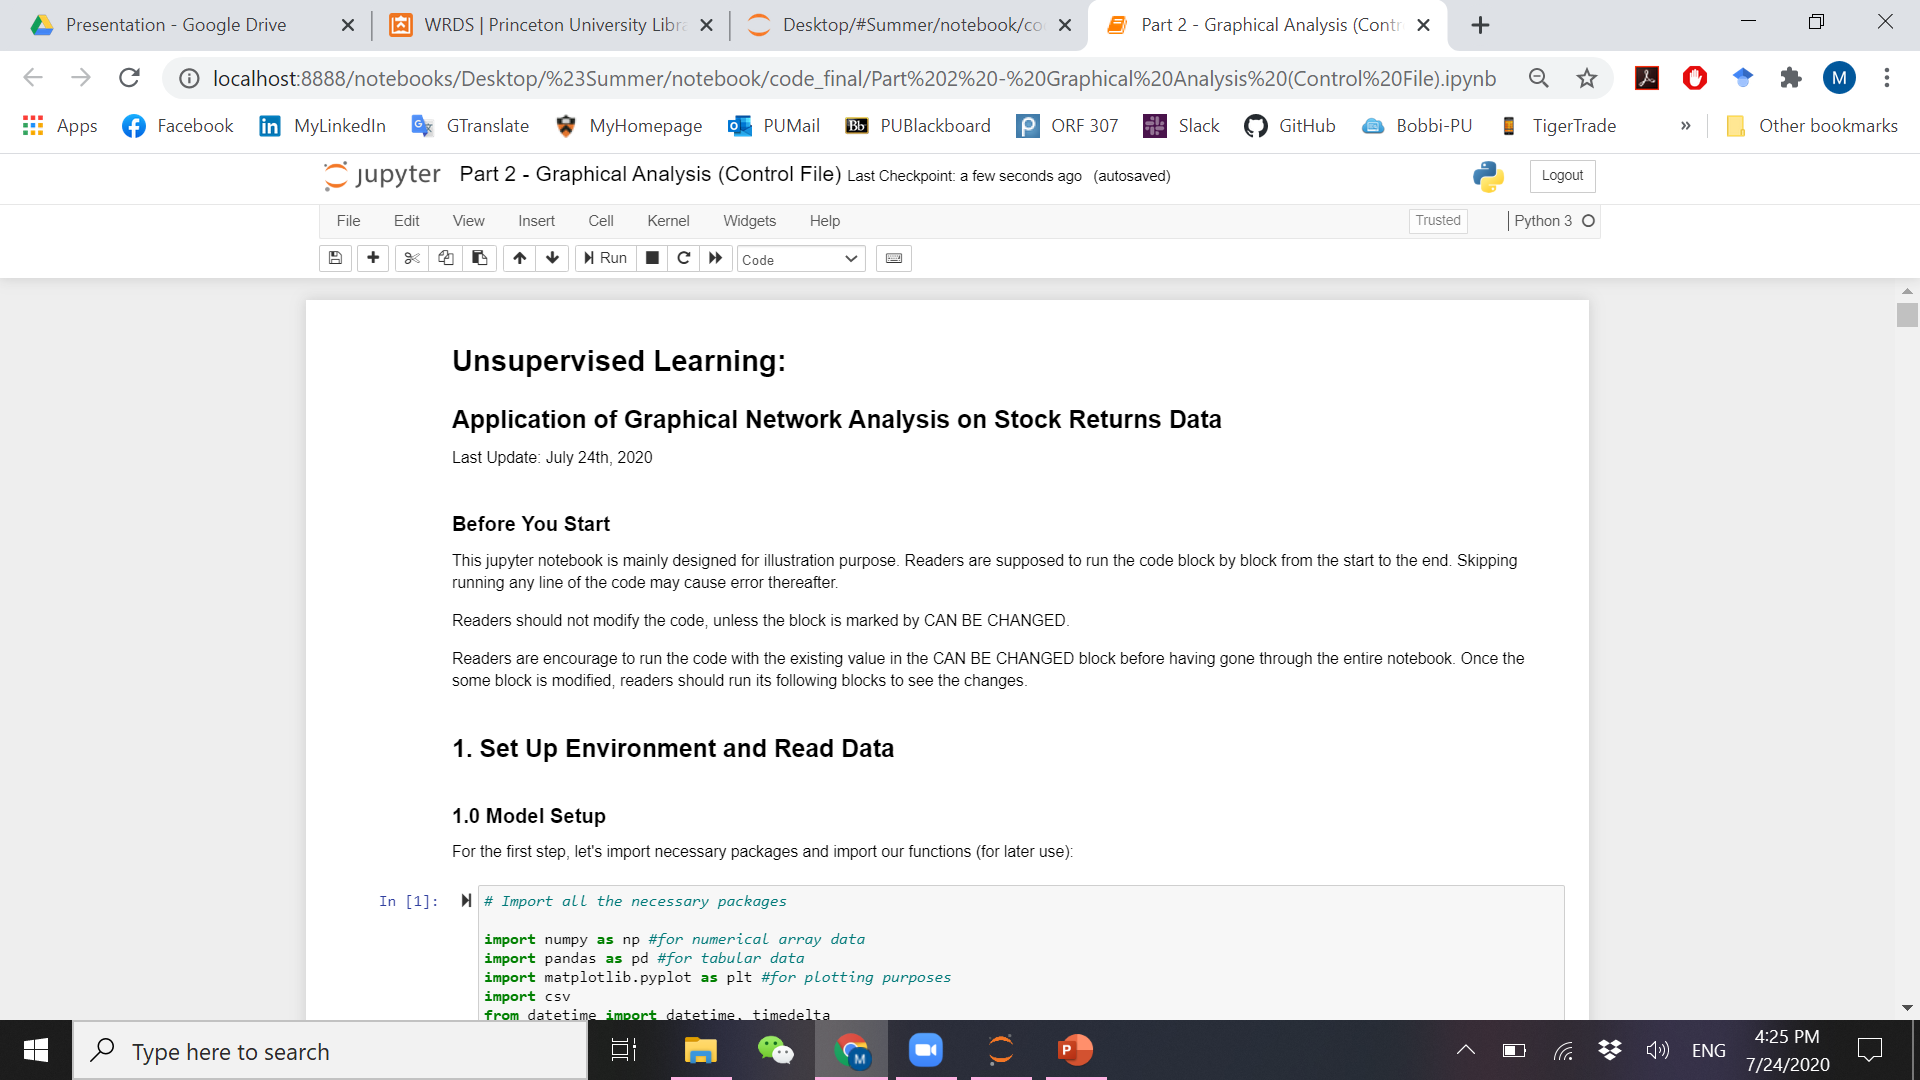 Presentation - Google Drive
WRDS | Princeton University Libra
Desktop/#Summer/notebook/co
Part 2 - Graphical Analysis (Contr
localhost:8888/notebooks/Desktop/%23Summer/notebook/code_final/Part%202%20-%20Graphical%20Analysis%20(Control%20File).ipynb
M
Apps Facebook MyLinkedIn GTranslate MyHomepage PUMail PUBlackboard ORF 307 Slack GitHub Bobbi-PU TigerTrade » Other bookmarks
jupyter Part 2 - Graphical Analysis (Control File) Last Checkpoint: a few seconds ago (autosaved) Logout
File Edit View Insert Cell Kernel Widgets Help Trusted Python 3
Run Code
Unsupervised Learning:
Application of Graphical Network Analysis on Stock Returns Data
Last Update: July 24th, 2020
Before You Start
This jupyter notebook is mainly designed for illustration purpose. Readers are supposed to run the code block by block from the start to the end. Skipping
running any line of the code may cause error thereafter.
Readers should not modify the code, unless the block is marked by CAN BE CHANGED.
Readers are encourage to run the code with the existing value in the CAN BE CHANGED block before having gone through the entire notebook. Once the
some block is modified, readers should run its following blocks to see the changes.
1. Set Up Environment and Read Data
1.0 Model Setup
For the first step, let's import necessary packages and import our functions (for later use):
In [1]: # Import all the necessary packages
import numpy as np #for numerical array data
import pandas as pd #for tabular data
import matplotlib.pyplot as plt #for plotting purposes
import csv
from datetime import datetime, timedelta
Type here to search
ENG
4:25 PM
7/24/2020